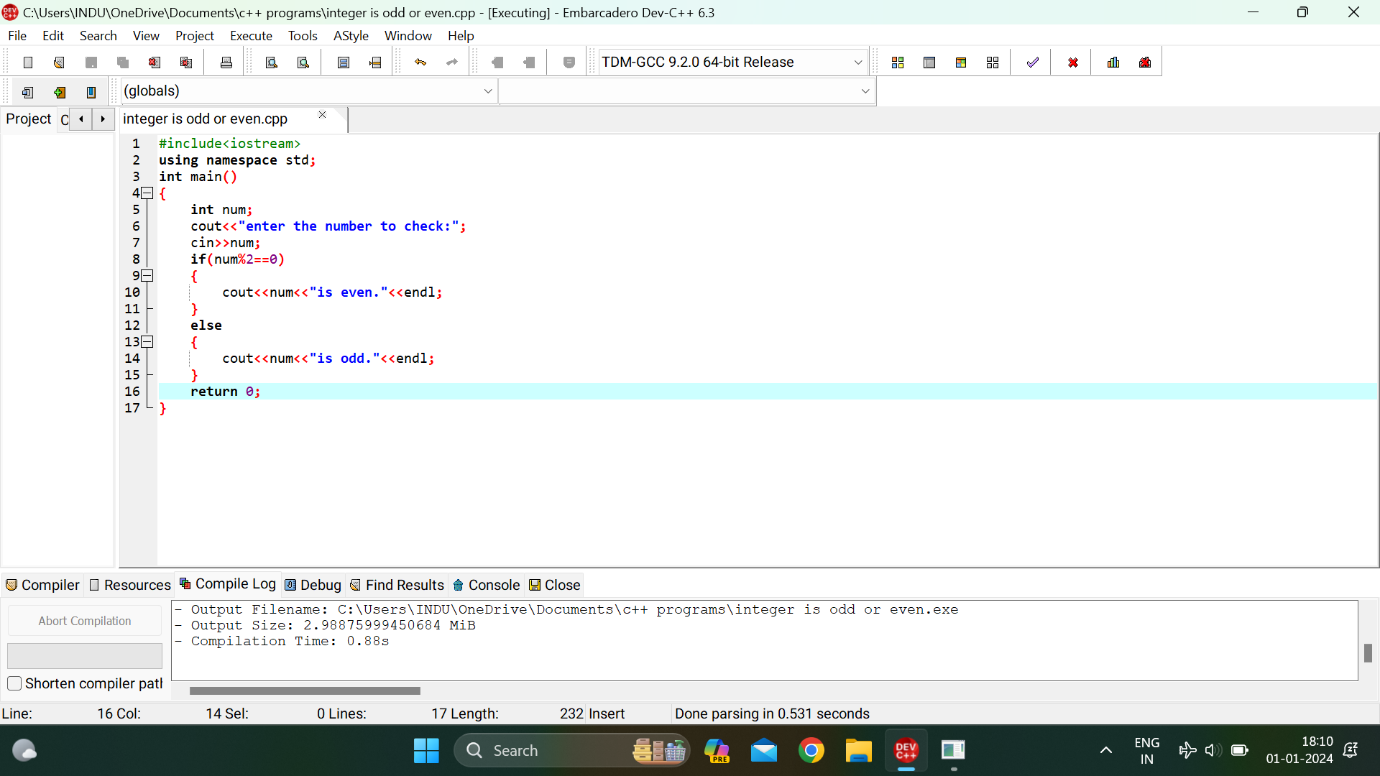 C:\Users\INDU\OneDrive\Documents\c++ programs\integer is odd or even.cpp - [Executing] - Embarcadero Dev-C++ 6.3
File Edit Search View Project Execute Tools AStyle Window Help
TDM-GCC 9.2.0 64-bit Release
(globals)
Project C integer is odd or even.cpp
1 #include<iostream>
2 using namespace std;
3 int main()
4 {
5 int num;
6 cout<<"enter the number to check:";
7 cin>>num;
8 if(num%2==0)
9 {
10 cout<<num<<"is even."<<endl;
11 }
12 else
13 {
14 cout<<num<<"is odd."<<endl;
15 }
16 return 0;
17 }
Compiler Resources Compile Log Debug Find Results Console Close
Abort Compilation
Shorten compiler patl
- Output Filename: C:\Users\INDU\OneDrive\Documents\c++ programs\integer is odd or even.exe
- Output Size: 2.98875999450684 MiB
- Compilation Time: 0.88s
Line: 16 Col: 14 Sel: 0 Lines: 17 Length: 232 Insert Done parsing in 0.531 seconds
Search
PRE
DEV C++
ENG
IN
18:10
01-01-2024